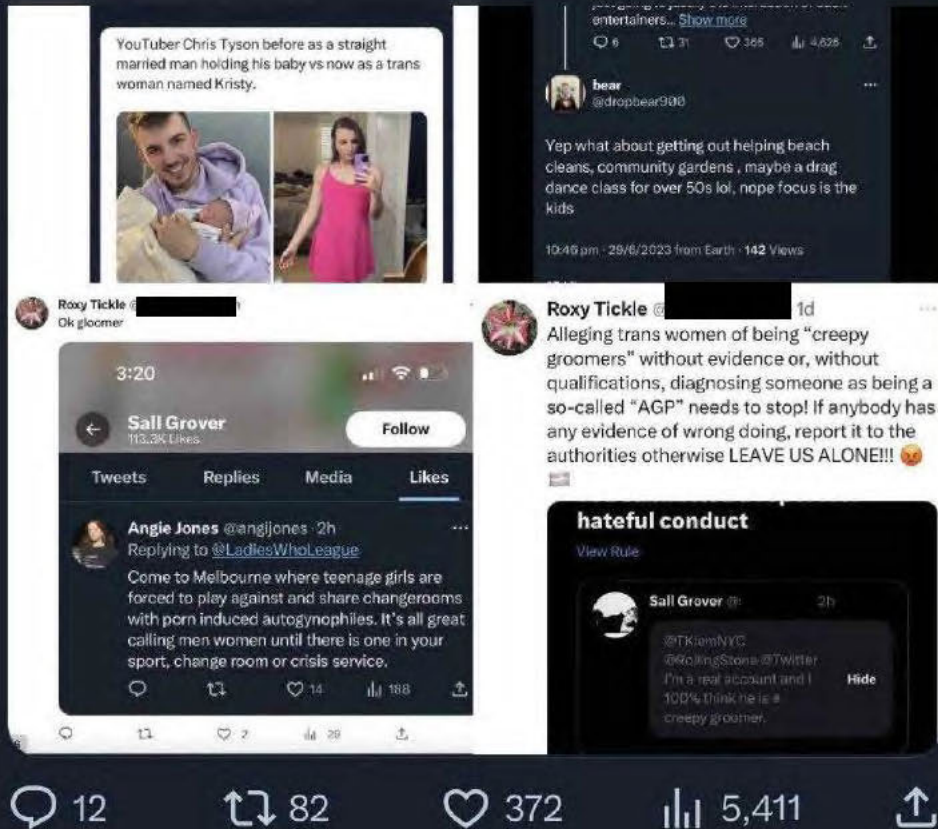 YouTuber Chris Tyson before as a straight
married man holding his baby vs now as a trans
woman named Kristy.
entertainers... Show more
6 31 365 4,626
bear
@dropbear900
Yep what about getting out helping beach
cleans, community gardens , maybe a drag
dance class for over 50s lol, nope focus is the
kids
10:46 pm · 29/6/2023 from Earth · 142 Views
Roxy Tickle @
Ok gloomer
3:20
Sall Grover
113.3K Likes
Follow
Tweets Replies Media Likes
Angie Jones @angijones · 2h
Replying to @LadiesWhoLeague
Come to Melbourne where teenage girls are
forced to play against and share changerooms
with porn induced autogynophiles. It's all great
calling men women until there is one in your
sport, change room or crisis service.
14 188
2 29
Roxy Tickle @ 1d
Alleging trans women of being “creepy
groomers” without evidence or, without
qualifications, diagnosing someone as being a
so-called “AGP” needs to stop! If anybody has
any evidence of wrong doing, report it to the
authorities otherwise LEAVE US ALONE!!! 😡
hateful conduct
View Rule
Sall Grover @ 2h
@TKiemNYC
@RollingStone @Twitter
I'm a real account and I
100% think he is a
creepy groomer.
Hide
12 82 372 5,411